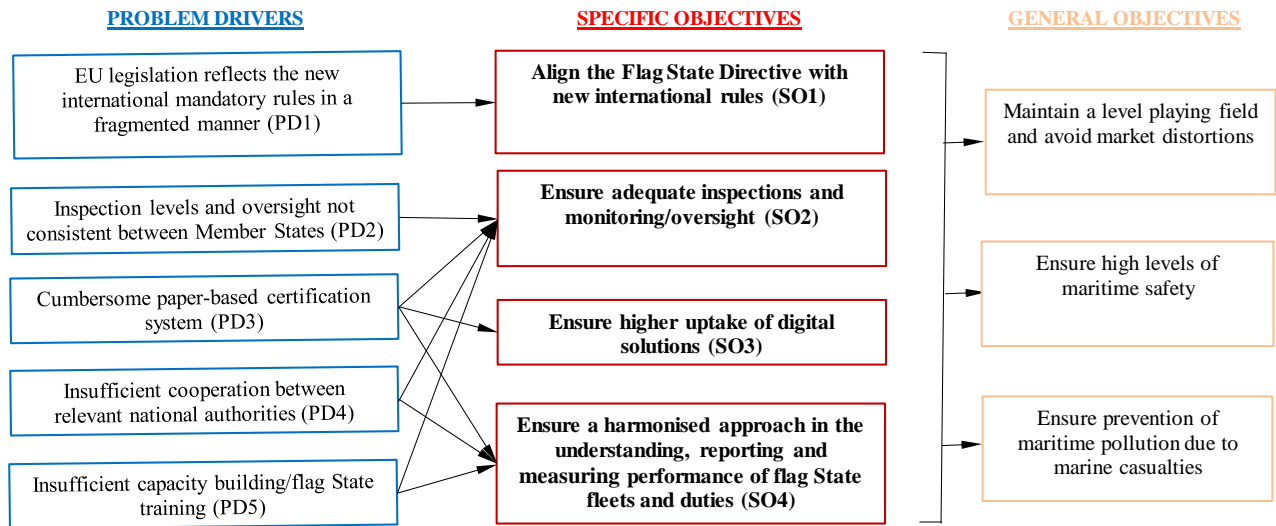 PROBLEM DRIVERS
EU legislation reflects the new
international mandatory rules in a
fragmented manner (PD1)
Inspection levels and oversight not
consistent between Member States (PD2)
Cumbersome paper-based certification
system (PD3)
Insufficient cooperation between
relevant national authorities (PD4)
Insufficient capacity building/flag State
training (PD5)
SPECIFIC OBJECTIVES
Align the Flag State Directive with
new international rules (SO1)
Ensure adequate inspections and
monitoring/oversight (SO2)
Ensure higher uptake of digital
solutions (SO3)
Ensure a harmonised approach in the
understanding, reporting and
measuring performance of flag State
fleets and duties (SO4)
GENERAL OBJECTIVES
Maintain a level playing field
and avoid market distortions
Ensure high levels of
maritime safety
Ensure prevention of
maritime pollution due to
marine casualties